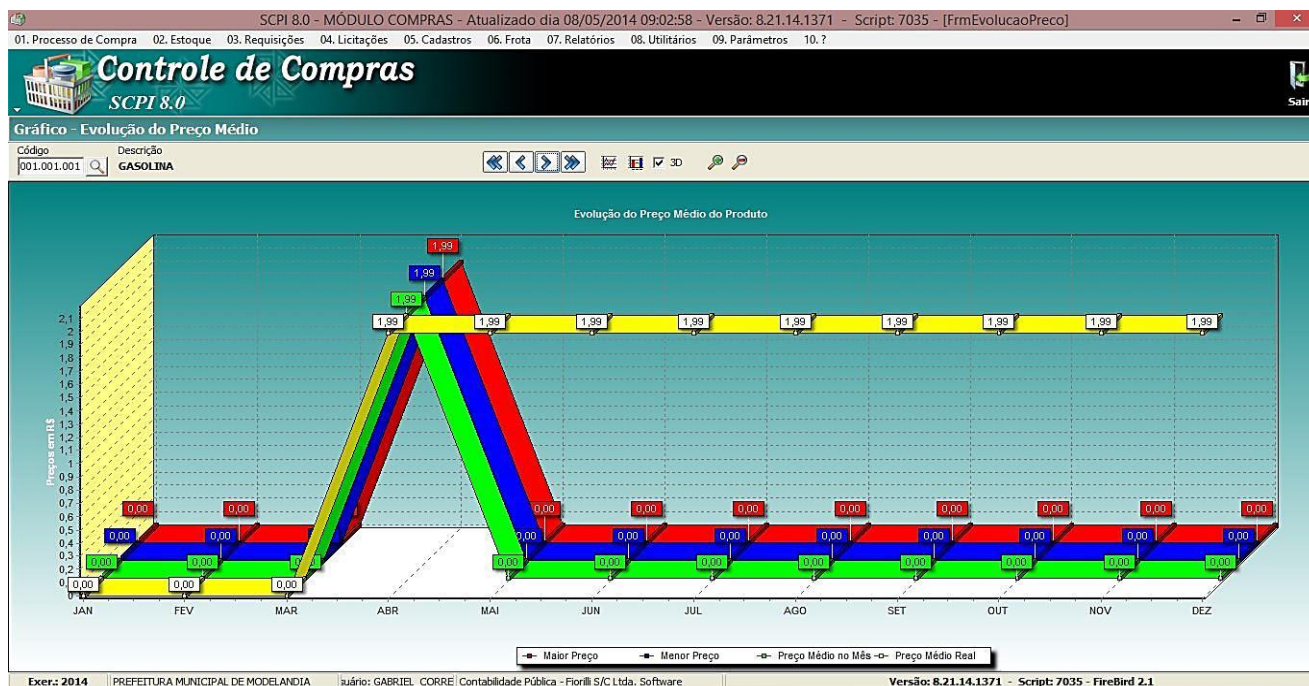 SCPI 8.0 - MÓDULO COMPRAS - Atualizado dia 08/05/2014 09:02:58 - Versão: 8.21.14.1371 - Script: 7035 - [FrmEvolucaoPreco]
01. Processo de Compra 02. Estoque 03. Requisições 04. Licitações 05. Cadastros 06. Frota 07. Relatórios 08. Utilitários 09. Parâmetros 10. ?
Controle de Compras
SCPI 8.0
Sair
Gráfico - Evolução do Preço Médio
Código Descrição
001.001.001 GASOLINA 3D
Evolução do Preço Médio do Produto
1,99
1,99
1,99
1,99 1,99 1,99 1,99 1,99 1,99 1,99 1,99 1,99
2,1
2
1,9
1,8
1,7
1,6
1,5
1,4
1,3
1,2
1,1
1
0,9
0,8
0,7
0,6
0,5
0,4
0,3
0,2
Preços em R$
0,00 0,00 0,00 0,00 0,00 0,00 0,00 0,00 0,00 0,00
0,00 0,00 0,00 0,00 0,00 0,00 0,00 0,00 0,00 0,00
0,00 0,00 0,00 0,00 0,00 0,00 0,00 0,00 0,00 0,00
0,00 0,00 0,00
JAN FEV MAR ABR MAI JUN JUL AGO SET OUT NOV DEZ
Maior Preço Menor Preço Preço Médio no Mês Preço Médio Real
Exer.: 2014 PREFEITURA MUNICIPAL DE MODELANDIA uário: GABRIEL_CORRE Contabilidade Pública - Fiorilli S/C Ltda. Software Versão: 8.21.14.1371 - Script: 7035 - FireBird 2.1